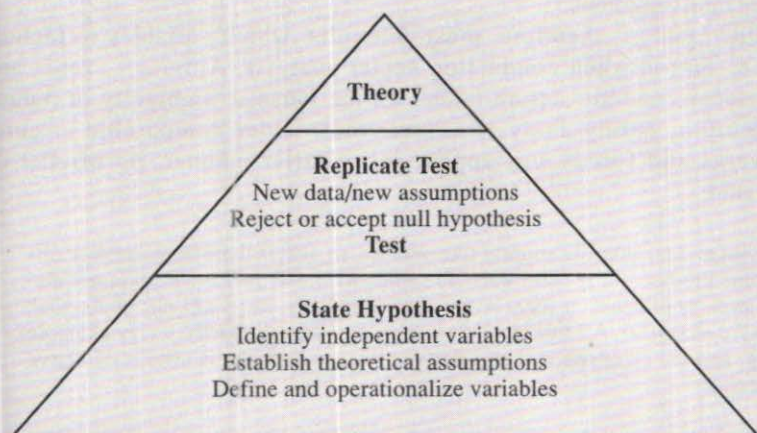 Theory
Replicate Test
New data/new assumptions
Reject or accept null hypothesis
Test
State Hypothesis
Identify independent variables
Establish theoretical assumptions
Define and operationalize variables